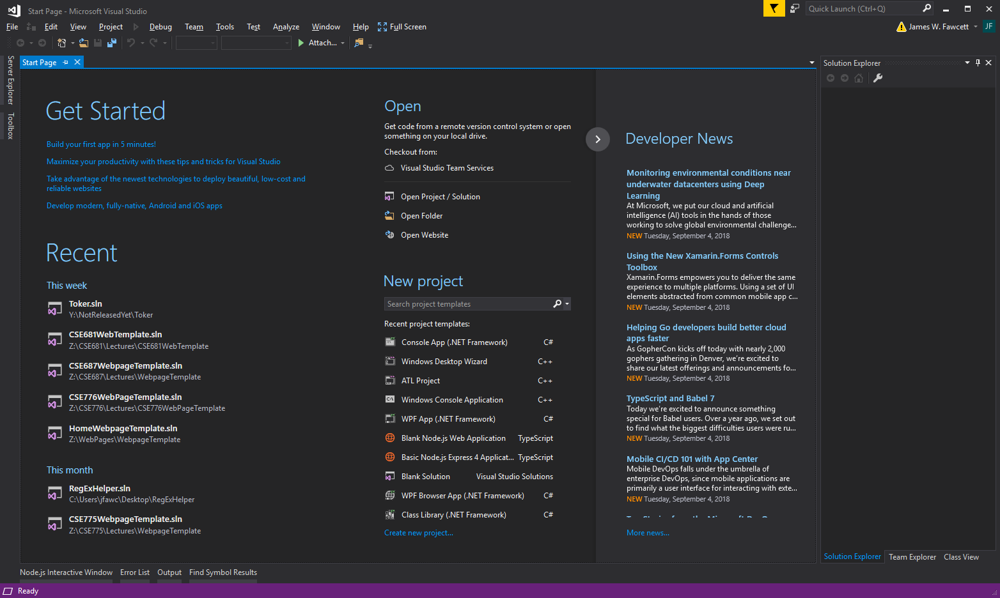 Start Page - Microsoft Visual Studio
Quick Launch (Ctrl+Q)
File Edit View Project Debug Team Tools Test Analyze Window Help Full Screen
James W. Fawcett JF
Attach...
Server Explorer
Toolbox
Start Page
Get Started
Build your first app in 5 minutes!
Maximize your productivity with these tips and tricks for Visual Studio
Take advantage of the newest technologies to deploy beautiful, low-cost and
reliable websites
Develop modern, fully-native, Android and iOS apps
Recent
This week
Toker.sln
Y:\NotReleasedYet\Toker
CSE681WebTemplate.sln
Z:\CSE681\Lectures\CSE681WebTemplate
CSE687WebpageTemplate.sln
Z:\CSE687\Lectures\WebpageTemplate
CSE776WebPageTemplate.sln
Z:\CSE776\Lectures\CSE776WebPageTemplate
HomeWebpageTemplate.sln
Z:\WebPages\WebpageTemplate
This month
RegExHelper.sln
C:\Users\jfawc\Desktop\RegExHelper
CSE775WebpageTemplate.sln
Z:\CSE775\Lectures\WebpageTemplate
Open
Get code from a remote version control system or open
something on your local drive.
Checkout from:
Visual Studio Team Services
Open Project / Solution
Open Folder
Open Website
New project
Search project templates
Recent project templates:
Console App (.NET Framework) C#
Windows Desktop Wizard C++
ATL Project C++
Windows Console Application C++
WPF App (.NET Framework) C#
Blank Node.js Web Application TypeScript
Basic Node.js Express 4 Applicat... TypeScript
Blank Solution Visual Studio Solutions
WPF Browser App (.NET Framework) C#
Class Library (.NET Framework) C#
Create new project...
Developer News
Monitoring environmental conditions near
underwater datacenters using Deep
Learning
At Microsoft, we put our cloud and artificial
intelligence (AI) tools in the hands of those
working to solve global environmental challenge...
NEW Tuesday, September 4, 2018
Using the New Xamarin.Forms Controls
Toolbox
Xamarin.Forms empowers you to deliver the same
experience to multiple platforms. Using a set of UI
elements abstracted from common mobile app c...
NEW Tuesday, September 4, 2018
Helping Go developers build better cloud
apps faster
As GopherCon kicks off today with nearly 2,000
gophers gathering in Denver, we're excited to
share our latest offerings and announcements fo...
NEW Tuesday, September 4, 2018
TypeScript and Babel 7
Today we're excited to announce something
special for Babel users. Over a year ago, we set out
to find what the biggest difficulties users were ru...
NEW Tuesday, September 4, 2018
Mobile CI/CD 101 with App Center
Mobile DevOps falls under the umbrella of
enterprise DevOps, since mobile applications are
primarily a user interface for interacting with exte...
NEW Tuesday, September 4, 2018
More news...
Solution Explorer
Solution Explorer Team Explorer Class View
Node.js Interactive Window Error List Output Find Symbol Results
Ready